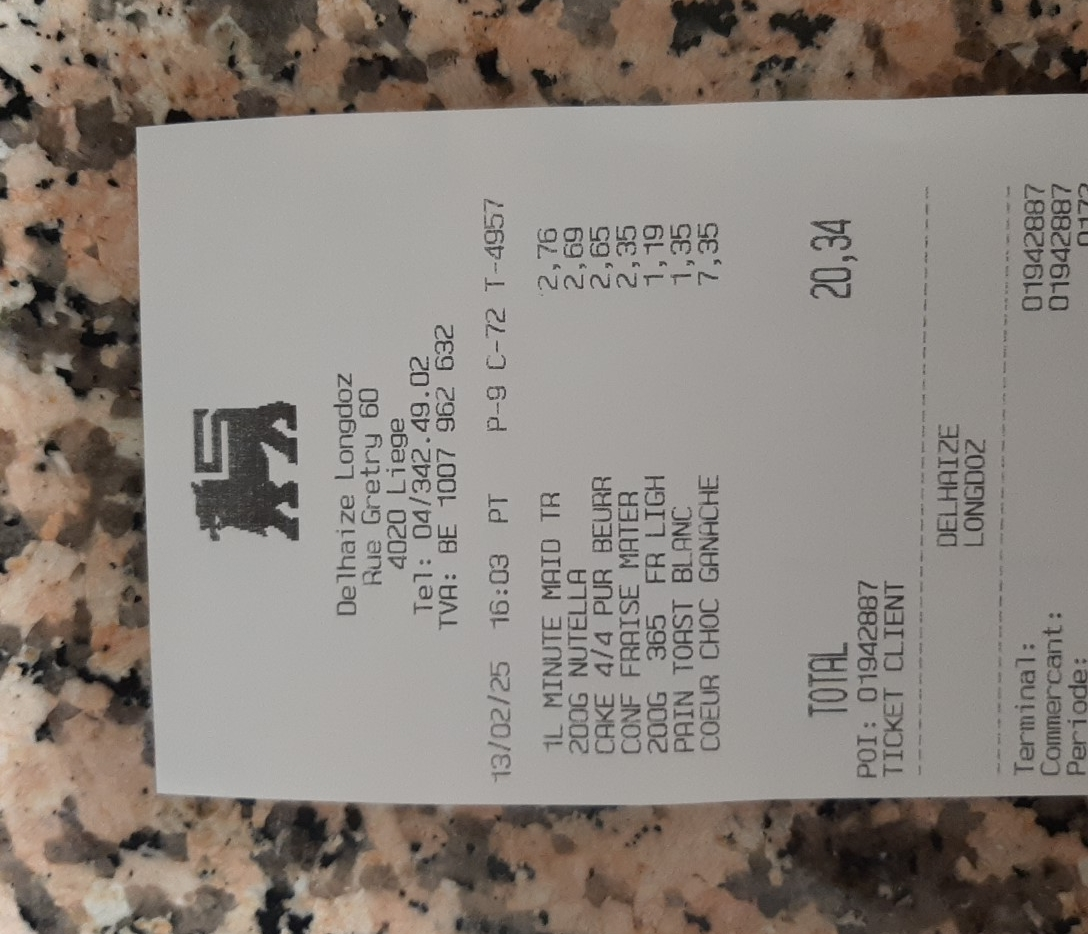 Delhaize Longdoz
Rue Gretry 60
4020 Liege
Tel: 04/342.49.02
TVA: BE 1007 962 632
13/02/25 16:03 PT P-9 C-72 T-4957
1L MINUTE MAID TR 2,76
200G NUTELLA 2,69
CAKE 4/4 PUR BEURR 2,65
CONF FRAISE MATER 2,35
200G 365 FR LIGH 1,19
PAIN TOAST BLANC 1,35
COEUR CHOC GANACHE 7,35
TOTAL 20,34
POI: 01942887
TICKET CLIENT
DELHAIZE
LONGDOZ
Terminal: 01942887
Commercant: 01942887
Periode: